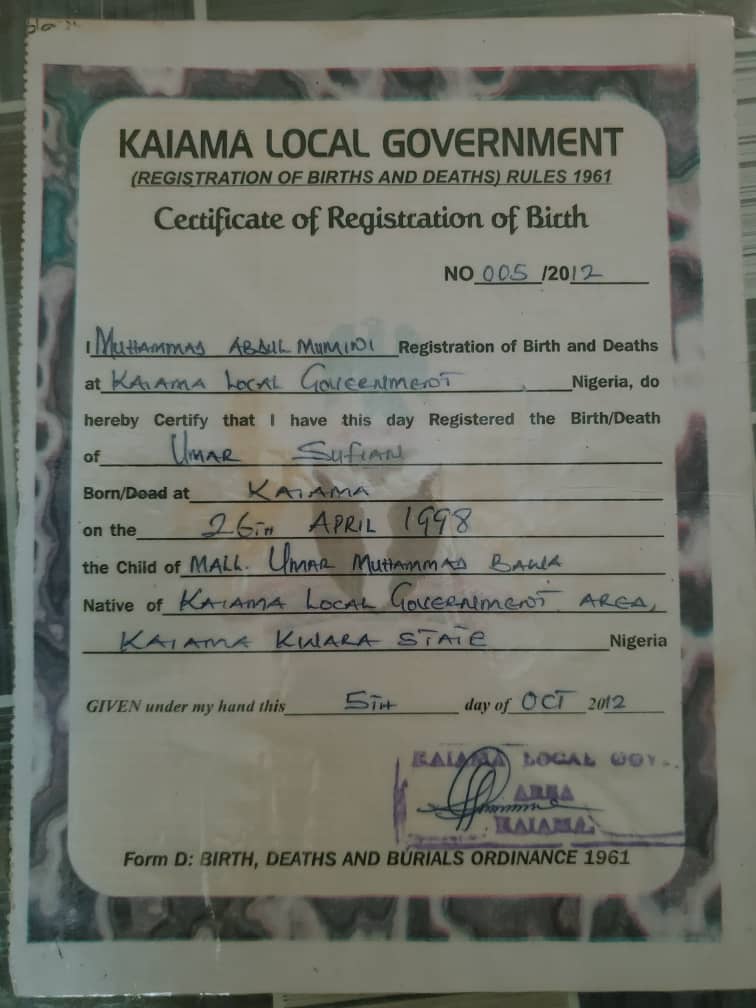 KAIAMA LOCAL GOVERNMENT
(REGISTRATION OF BIRTHS AND DEATHS) RULES 1961
Certificate of Registration of Birth
NO 005 /2012
I MUHAMMAD ABDUL MUMINI Registration of Birth and Deaths
at KAIAMA LOCAL GOVERNMENT Nigeria, do
hereby Certify that I have this day Registered the Birth/Death
of UMAR SUFIAN
Born/Dead at KAIAMA
on the 26TH APRIL 1998
the Child of MALL. UMAR MUHAMMAD BAWA
Native of KAIAMA LOCAL GOVERNMENT AREA,
KAIAMA KWARA STATE Nigeria
GIVEN under my hand this 5TH day of OCT 2012
KAIAMA LOCAL GOV.
AREA
KAIAMA.
Form D: BIRTH, DEATHS AND BURIALS ORDINANCE 1961